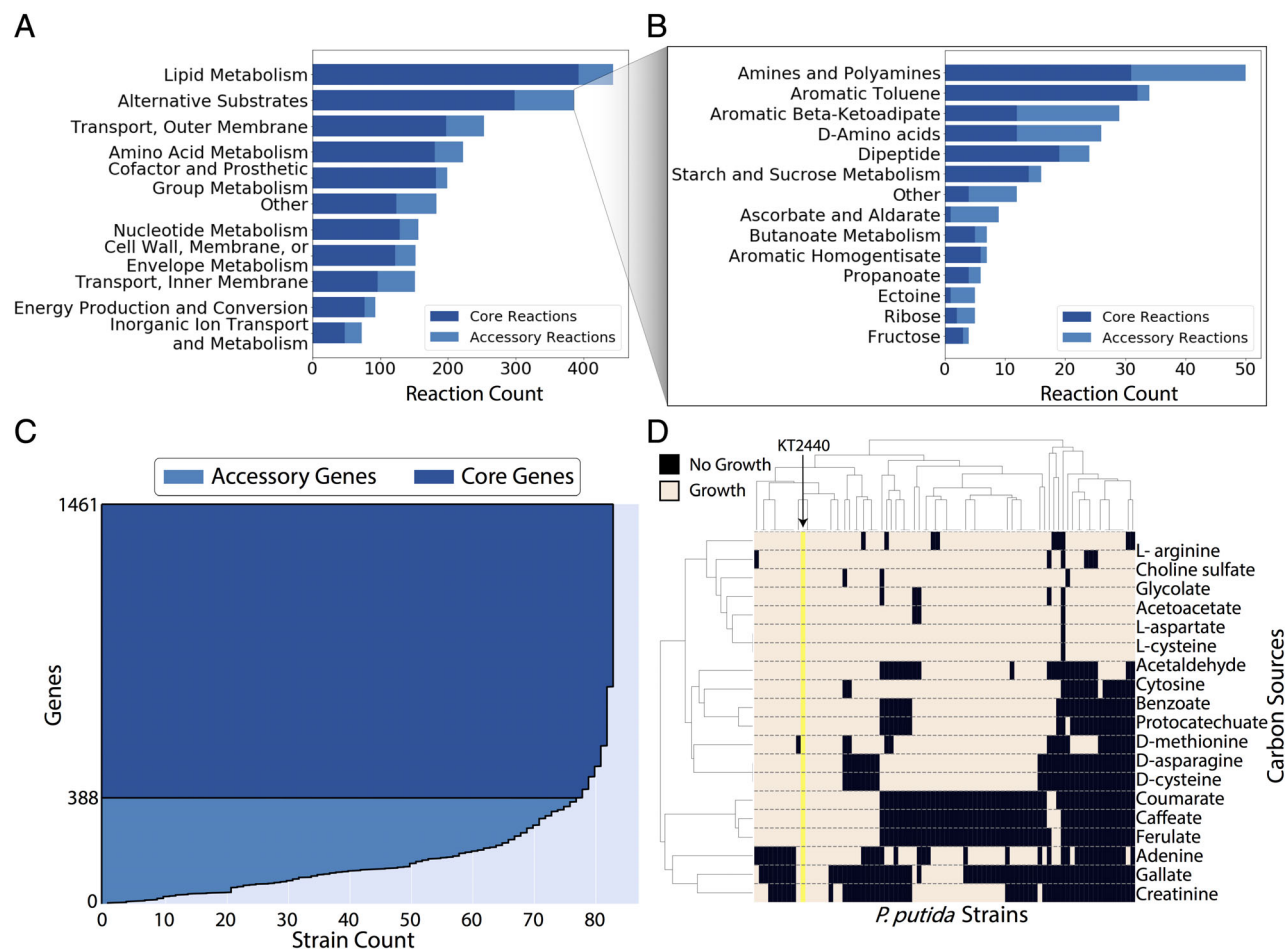 A
Lipid Metabolism
Alternative Substrates
Transport, Outer Membrane
Amino Acid Metabolism
Cofactor and Prosthetic
Group Metabolism
Other
Nucleotide Metabolism
Cell Wall, Membrane, or
Envelope Metabolism
Transport, Inner Membrane
Energy Production and Conversion
Inorganic Ion Transport
and Metabolism
Core Reactions
Accessory Reactions
0 100 200 300 400
Reaction Count
B
Amines and Polyamines
Aromatic Toluene
Aromatic Beta-Ketoadipate
D-Amino acids
Dipeptide
Starch and Sucrose Metabolism
Other
Ascorbate and Aldarate
Butanoate Metabolism
Aromatic Homogentisate
Propanoate
Ectoine
Ribose
Fructose
Core Reactions
Accessory Reactions
0 10 20 30 40 50
Reaction Count
C
Accessory Genes Core Genes
1461
388
0
Genes
0 10 20 30 40 50 60 70 80
Strain Count
D
KT2440
No Growth
Growth
L- arginine
Choline sulfate
Glycolate
Acetoacetate
L-aspartate
L-cysteine
Acetaldehyde
Cytosine
Benzoate
Protocatechuate
D-methionine
D-asparagine
D-cysteine
Coumarate
Caffeate
Ferulate
Adenine
Gallate
Creatinine
Carbon Sources
P. putida Strains